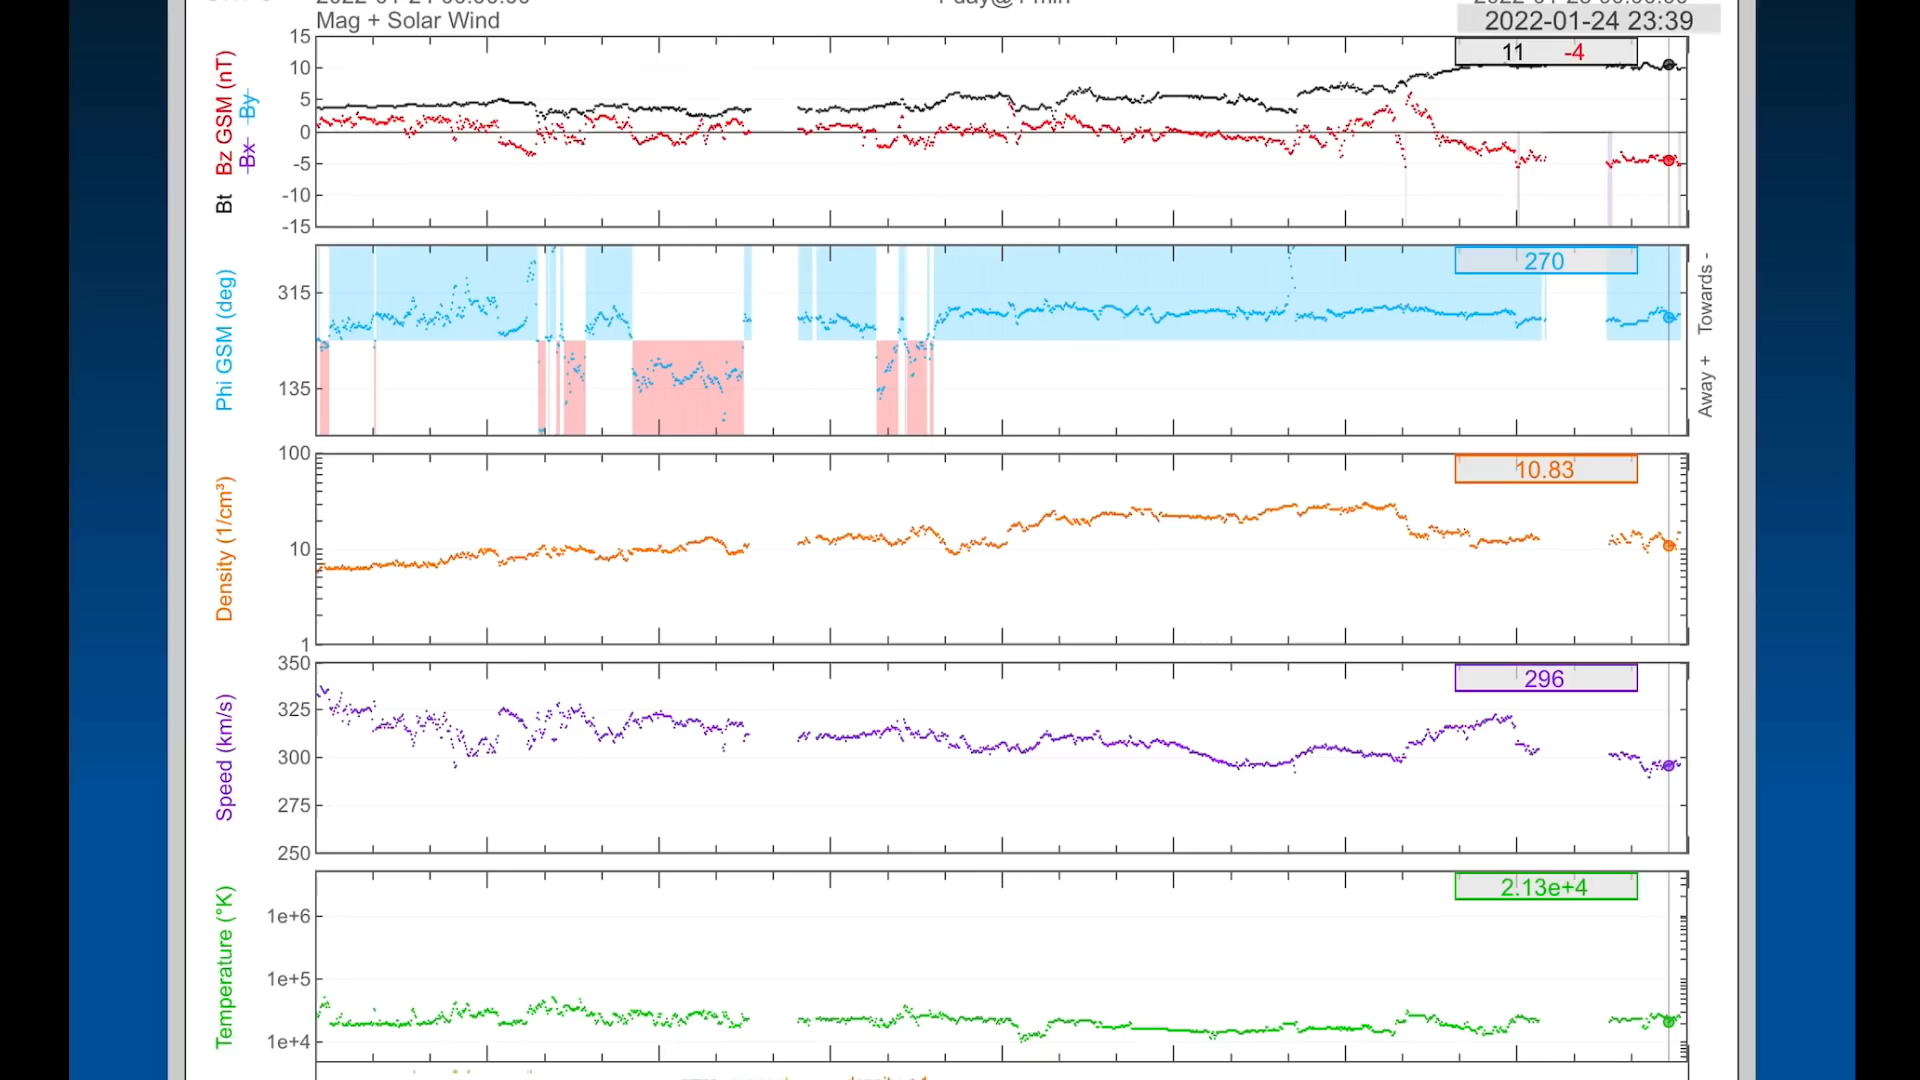 Mag + Solar Wind
2022-01-24 23:39
15
10
5
0
-5
-10
-15
Bt Bz GSM (nT)
Bx By
11 -4
315
135
Phi GSM (deg)
270
Away + Towards -
100
10
1
Density (1/cm³)
10.83
350
325
300
275
250
Speed (km/s)
296
1e+6
1e+5
1e+4
Temperature (°K)
2.13e+4